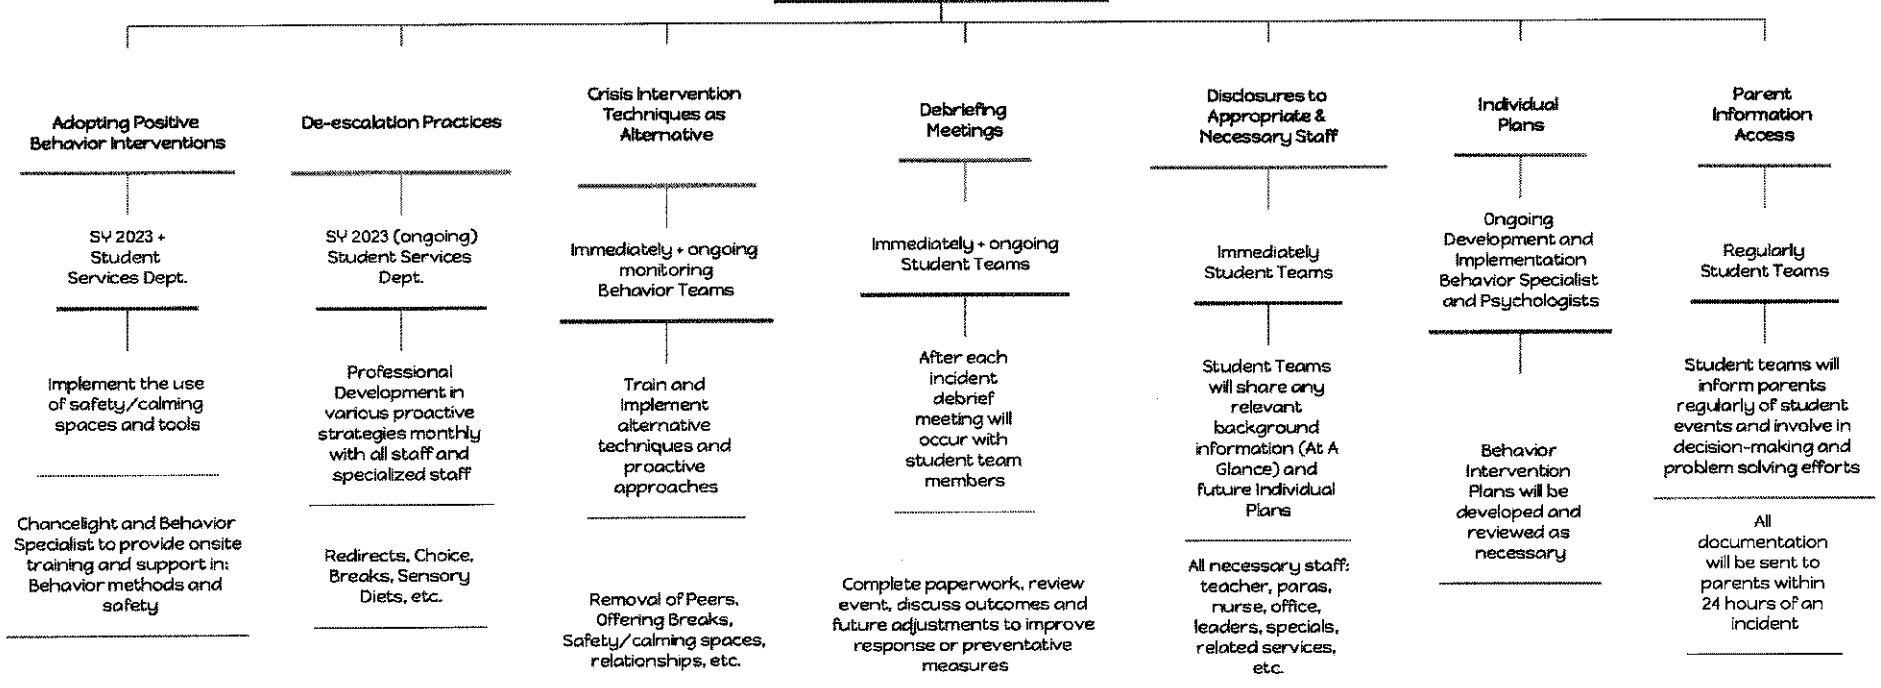 Adopting Positive
Behavior Interventions
SY 2023 +
Student
Services Dept.
Implement the use
of safety/calming
spaces and tools
Chancelight and Behavior
Specialist to provide onsite
training and support in:
Behavior methods and
safety
De-escalation Practices
SY 2023 (ongoing)
Student Services
Dept.
Professional
Development in
various proactive
strategies monthly
with all staff and
specialized staff
Redirects, Choice,
Breaks, Sensory
Diets, etc.
Crisis Intervention
Techniques as
Alternative
Immediately + ongoing
monitoring
Behavior Teams
Train and
Implement
alternative
techniques and
proactive
approaches
Removal of Peers,
Offering Breaks,
Safety/calming spaces,
relationships, etc.
Debriefing
Meetings
Immediately + ongoing
Student Teams
After each
incident
debrief
meeting will
occur with
student team
members
Complete paperwork, review
event, discuss outcomes and
future adjustments to improve
response or preventative
measures
Disclosures to
Appropriate &
Necessary Staff
Immediately
Student Teams
Student Teams
will share any
relevant
background
information (At A
Glance) and
future Individual
Plans
All necessary staff:
teacher, paras,
nurse, office,
leaders, specials,
related services,
etc.
Individual
Plans
Ongoing
Development and
Implementation
Behavior Specialist
and Psychologists
Behavior
Intervention
Plans will be
developed and
reviewed as
necessary
Parent
Information
Access
Regularly
Student Teams
Student teams will
inform parents
regularly of student
events and involve in
decision-making and
problem solving efforts
All
documentation
will be sent to
parents within
24 hours of an
incident